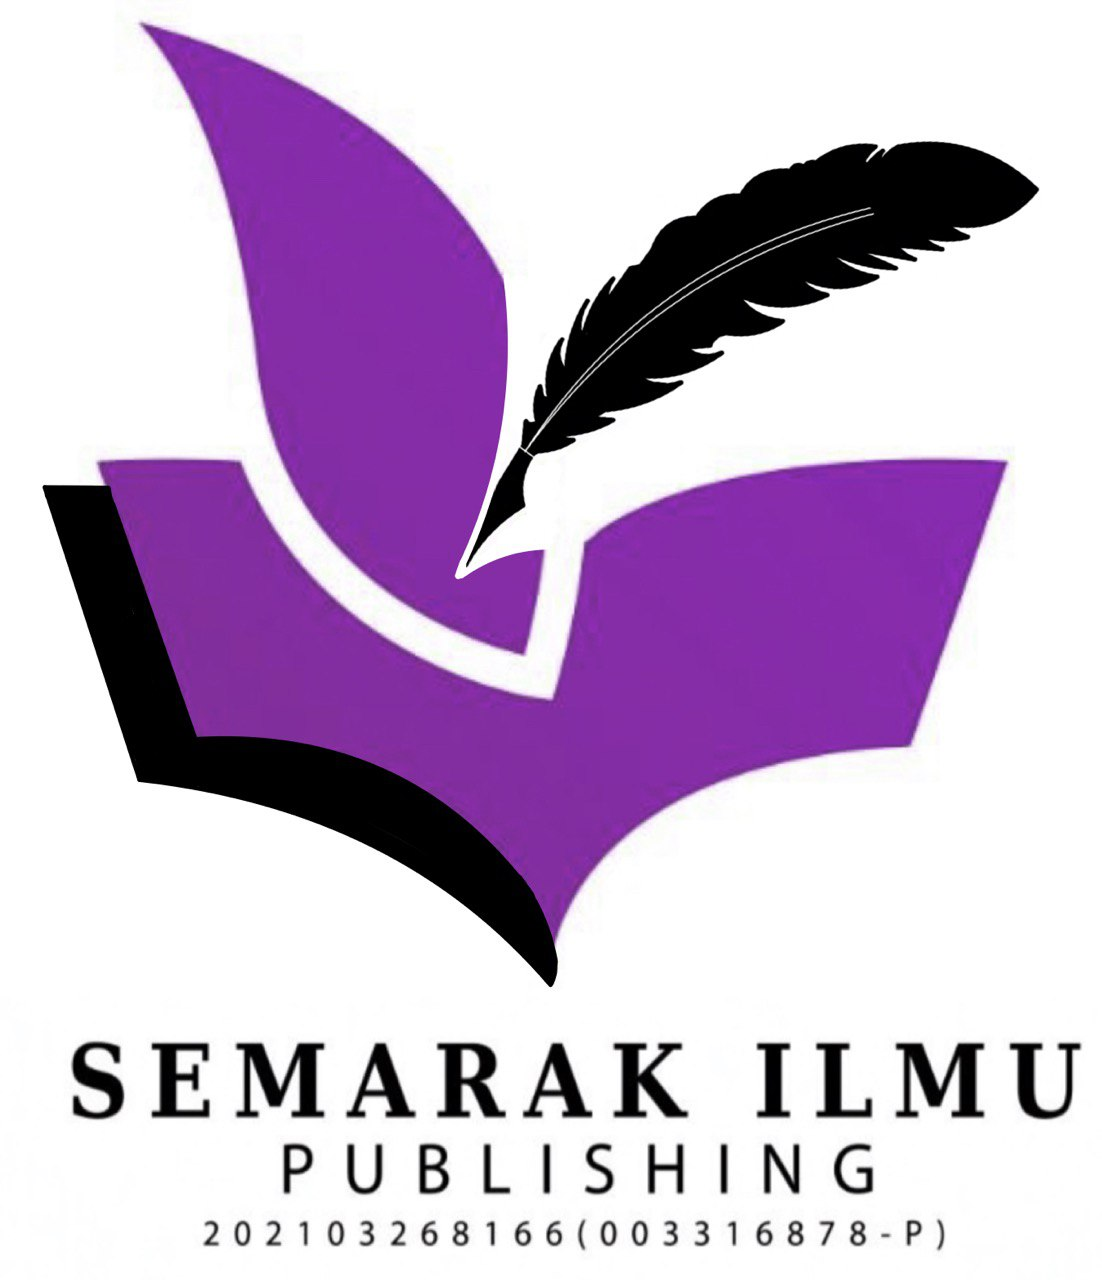 SEMARAK ILMU
PUBLISHING
202103268166(003316878-P)